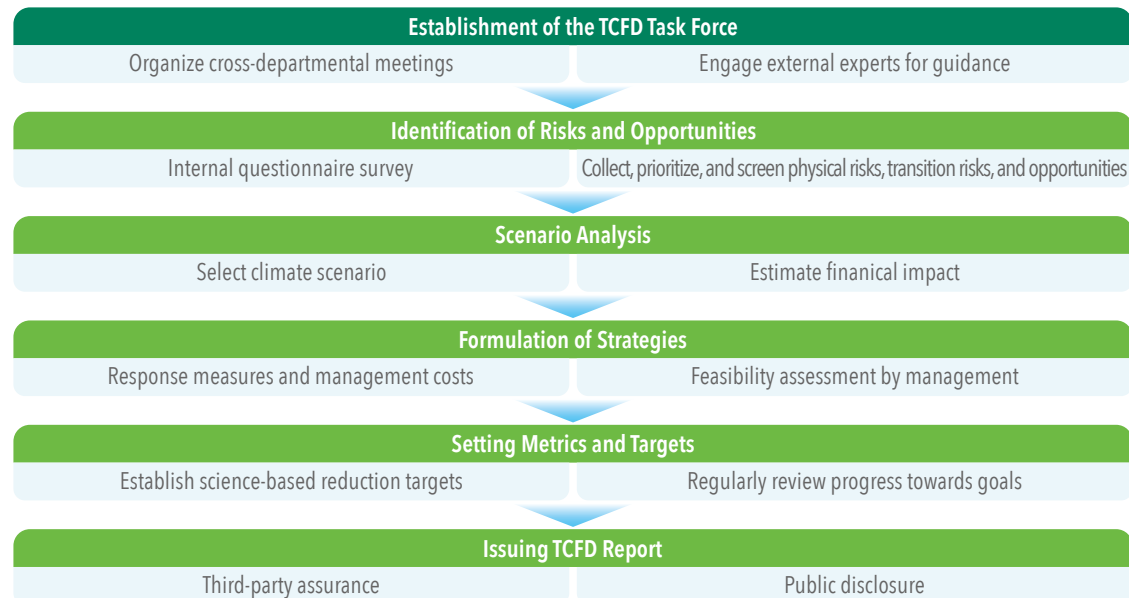 Establishment of the TCFD Task Force
Organize cross-departmental meetings
Engage external experts for guidance
Identification of Risks and Opportunities
Internal questionnaire survey
Collect, prioritize, and screen physical risks, transition risks, and opportunities
Scenario Analysis
Select climate scenario
Estimate finanical impact
Formulation of Strategies
Response measures and management costs
Feasibility assessment by management
Setting Metrics and Targets
Establish science-based reduction targets
Regularly review progress towards goals
Issuing TCFD Report
Third-party assurance
Public disclosure